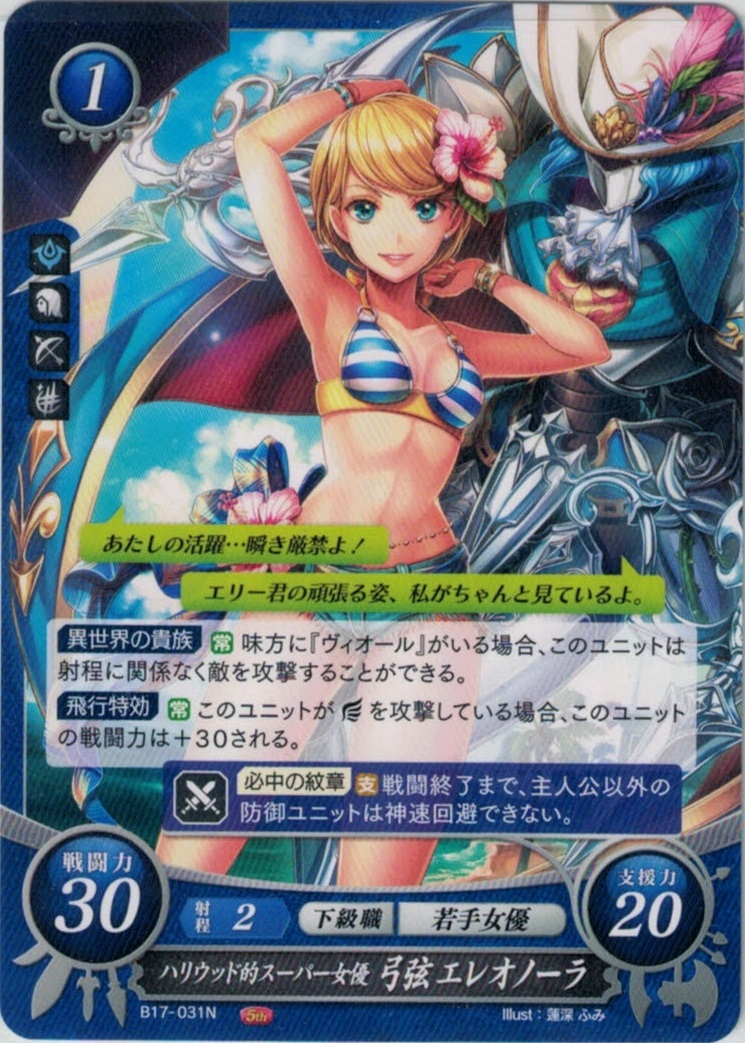 1
あたしの活躍…瞬き厳禁よ!
エリー君の頑張る姿、私がちゃんと見ているよ。
異世界の貴族 常 味方に『ヴィオール』がいる場合、このユニットは
射程に関係なく敵を攻撃することができる。
飛行特効 常 このユニットが を攻撃している場合、このユニット
の戦闘力は+30される。
必中の紋章 支 戦闘終了まで、主人公以外の
防御ユニットは神速回避できない。
戦闘力
30
射程 2
下級職 若手女優
支援力
20
ハリウッド的スーパー女優 弓弦エレオノーラ
B17-031N 5th Illust:蓮深 ふみ